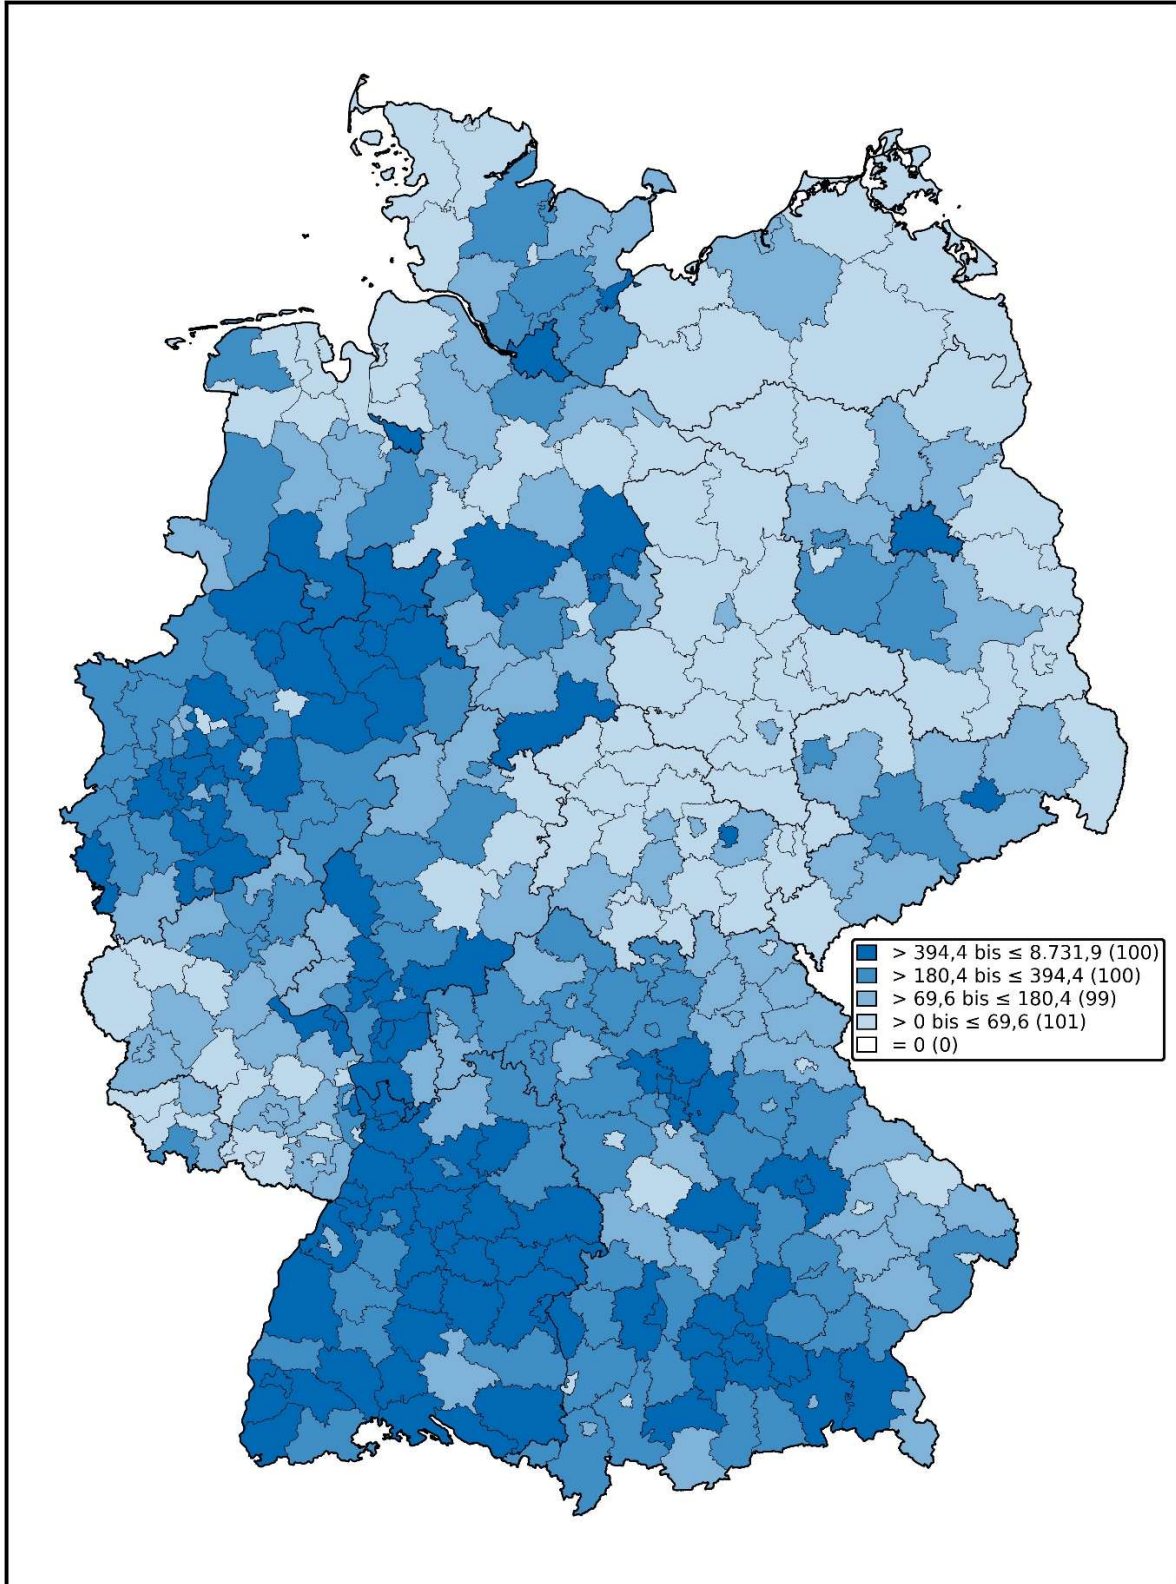 > 394,4 bis ≤ 8.731,9 (100)
> 180,4 bis ≤ 394,4 (100)
> 69,6 bis ≤ 180,4 (99)
> 0 bis ≤ 69,6 (101)
= 0 (0)